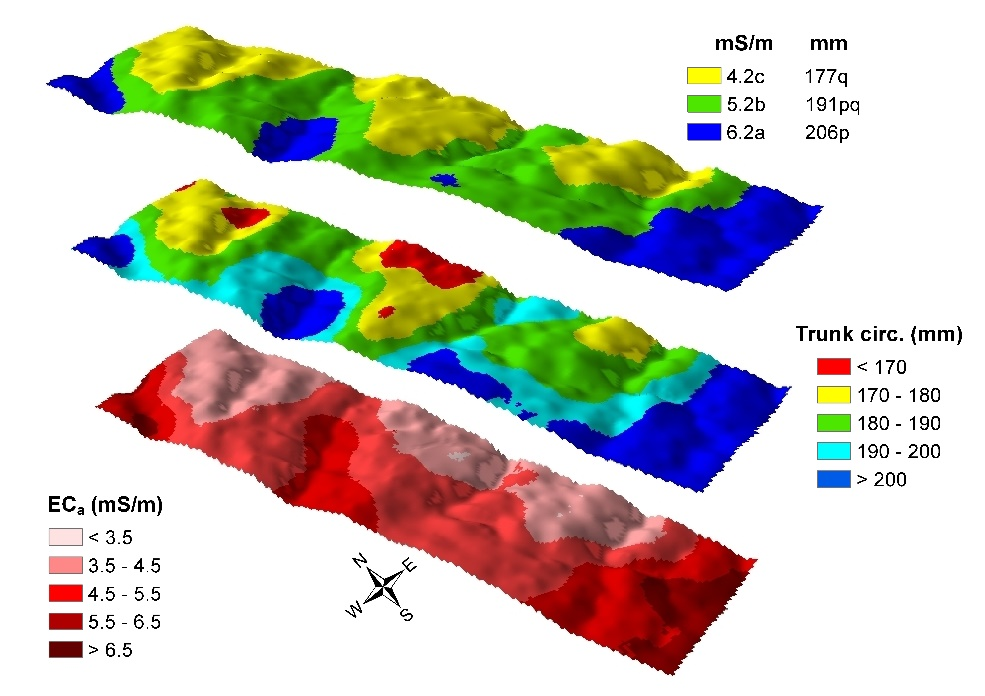 mS/m mm
4.2c 177q
5.2b 191pq
6.2a 206p
Trunk circ. (mm)
< 170
170 - 180
180 - 190
190 - 200
> 200
ECa (mS/m)
< 3.5
3.5 - 4.5
4.5 - 5.5
5.5 - 6.5
> 6.5
N E
W S